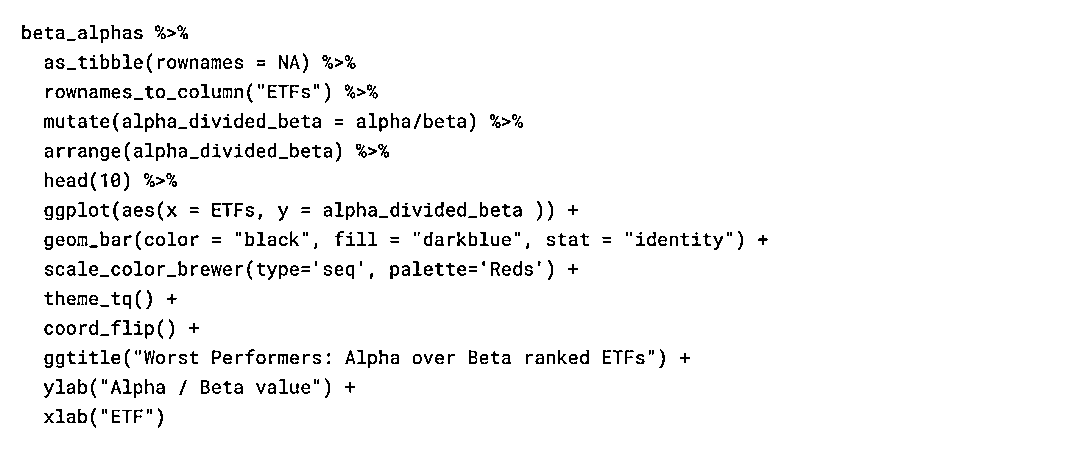 beta_alphas %>%
as_tibble(rownames = NA) %>%
rownames_to_column("ETFs") %>%
mutate(alpha_divided_beta = alpha/beta) %>%
arrange(alpha_divided_beta) %>%
head(10) %>%
ggplot(aes(x = ETFs, y = alpha_divided_beta )) +
geom_bar(color = "black", fill = "darkblue", stat = "identity") +
scale_color_brewer(type='seq', palette='Reds') +
theme_tq() +
coord_flip() +
ggtitle("Worst Performers: Alpha over Beta ranked ETFs") +
ylab("Alpha / Beta value") +
xlab("ETF")